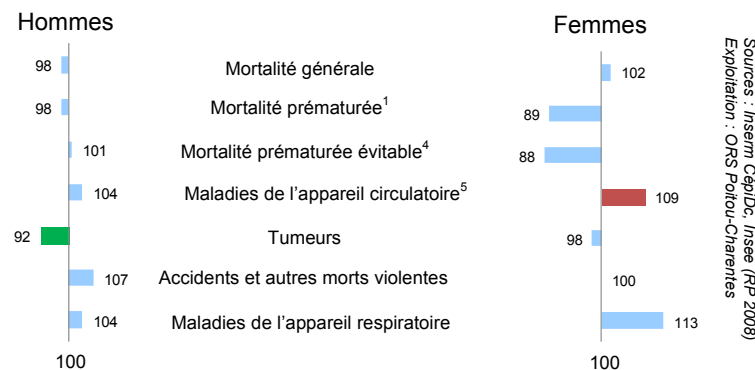 Hommes
Femmes
98 Mortalité générale 102
98 Mortalité prématurée1 89
101 Mortalité prématurée évitable4 88
104 Maladies de l’appareil circulatoire5 109
92 Tumeurs 98
107 Accidents et autres morts violentes 100
104 Maladies de l’appareil respiratoire 113
100
100
Sources : Inserm CépiDc, Insee (RP 2008)
Exploitation : ORS Poitou-Charentes